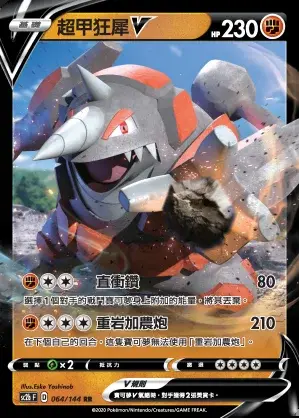 基礎
超甲狂犀V
HP 230
直衝鑽 80
選擇1個對手的戰鬥寶可夢身上附加的能量,將其丟棄。
重岩加農炮 210
在下個自己的回合,這隻寶可夢無法使用「重岩加農炮」。
弱點 ×2 抵抗力 撤退
Illus.Eske Yoshinob
V規則
sc2b F D 064/144 RR
寶可夢V氣絕時,對手獲得2張獎賞卡。
©2020 Pokémon/Nintendo/Creatures/GAME FREAK.